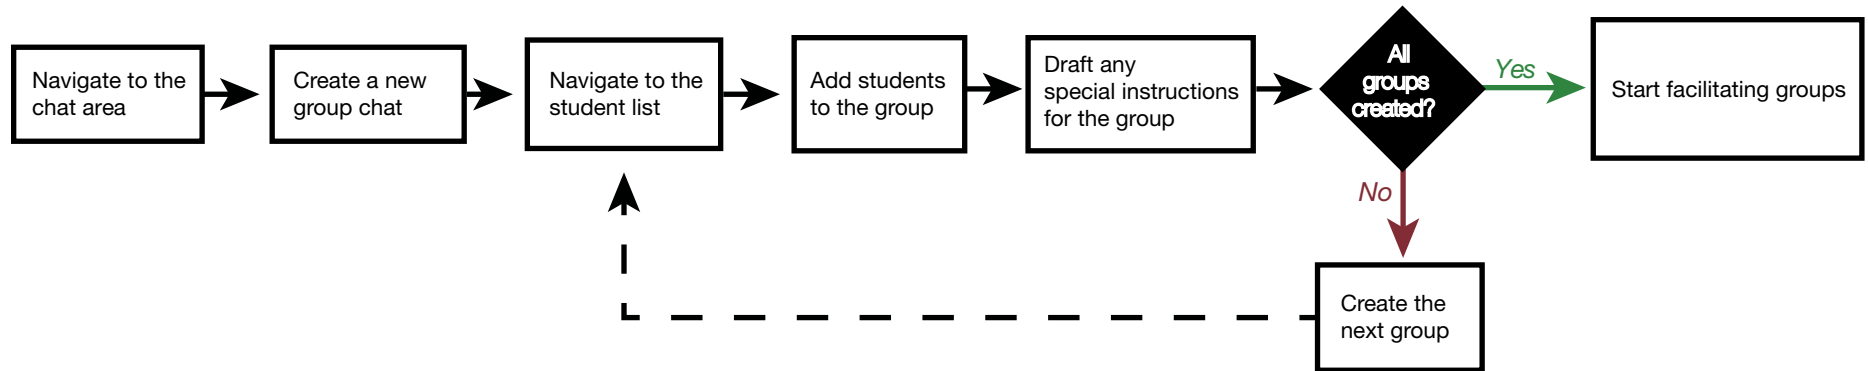 Navigate to the
chat area
Create a new
group chat
Navigate to the
student list
Add students
to the group
Draft any
special instructions
for the group
All
groups
created?
Yes
Start facilitating groups
No
Create the
next group